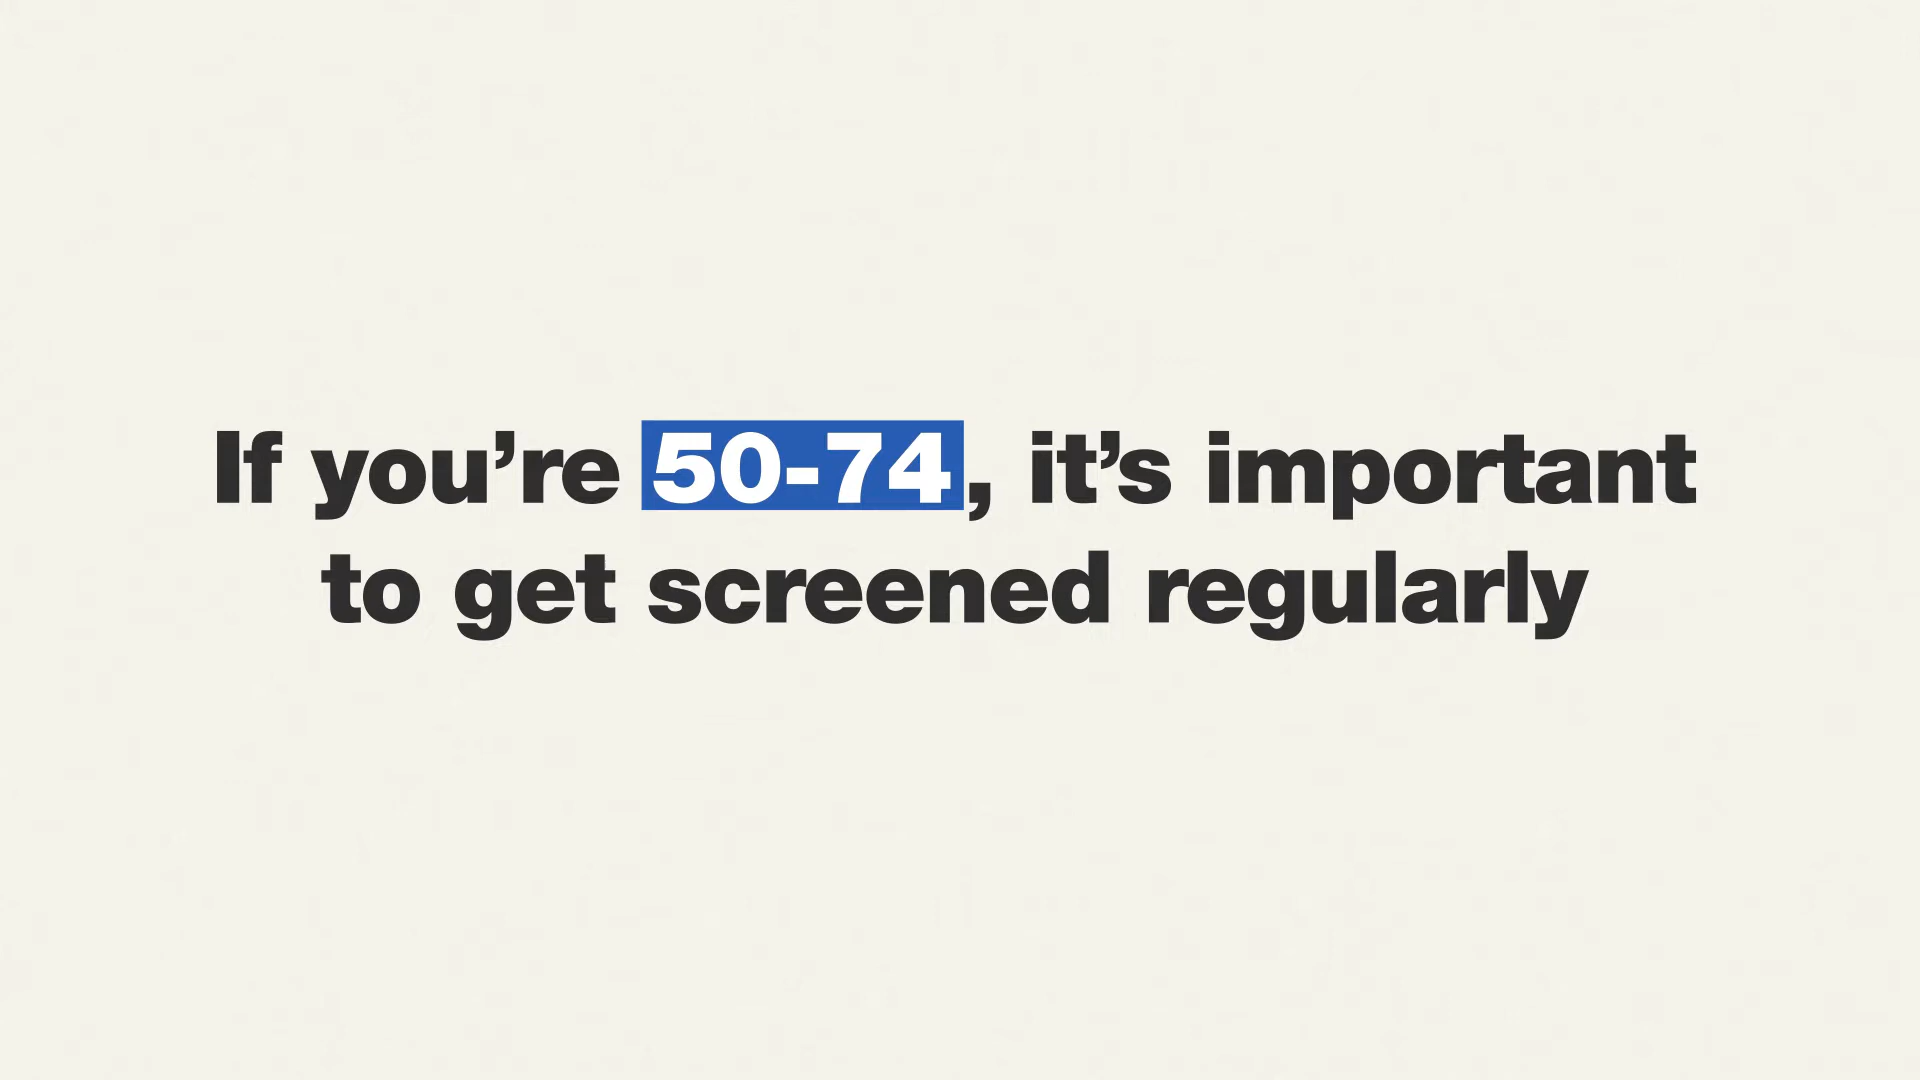 If you’re 50-74, it’s important
to get screened regularly